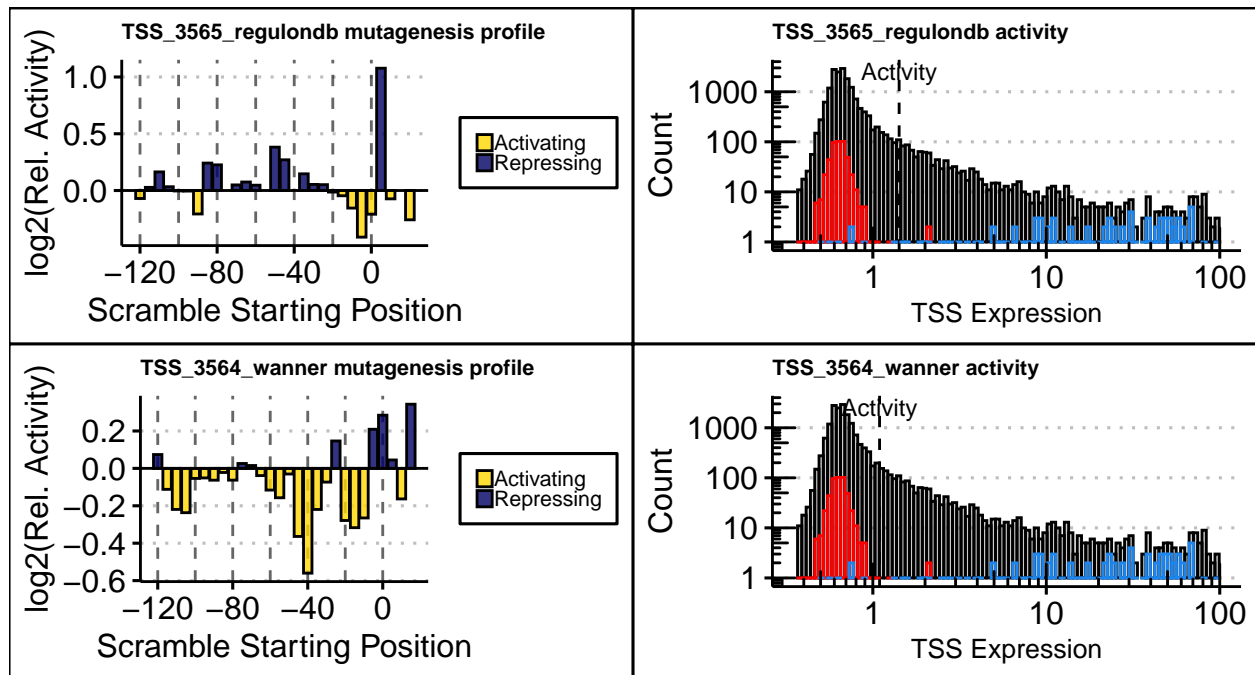 TSS_3565_regulondb mutagenesis profile
log2(Rel. Activity)
1.0
0.5
0.0
−120 −80 −40 0
Scramble Starting Position
Activating
Repressing
TSS_3565_regulondb activity
Activity
Count
1000
100
10
1
1 10 100
TSS Expression
TSS_3564_wanner mutagenesis profile
log2(Rel. Activity)
0.2
0.0
−0.2
−0.4
−0.6
−120 −80 −40 0
Scramble Starting Position
Activating
Repressing
TSS_3564_wanner activity
Activity
Count
1000
100
10
1
1 10 100
TSS Expression